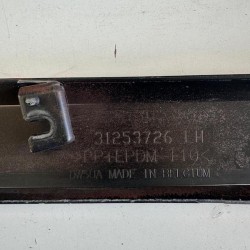 31253726 LH
>PP+EPDM T10<
MADE IN BELGIUM